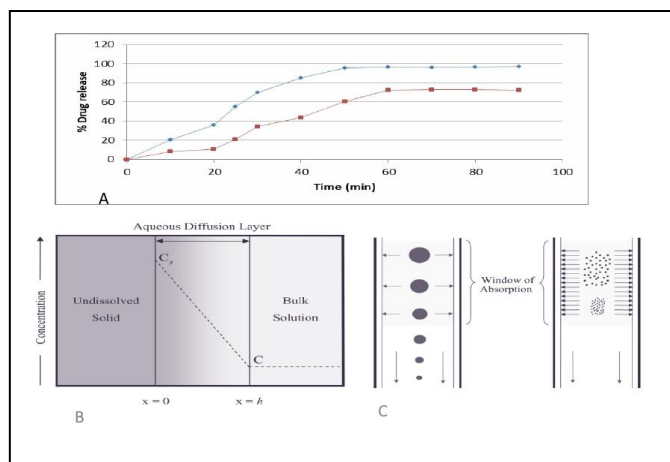 120
100
80
60
40
20
0
% Drug release
0 20 40 60 80 100
Time (min)
A
Aqueous Diffusion Layer
Concentration
Undissolved
Solid
Cs
C
Bulk
Solution
x = 0 x = h
B
Window of
Absorption
C